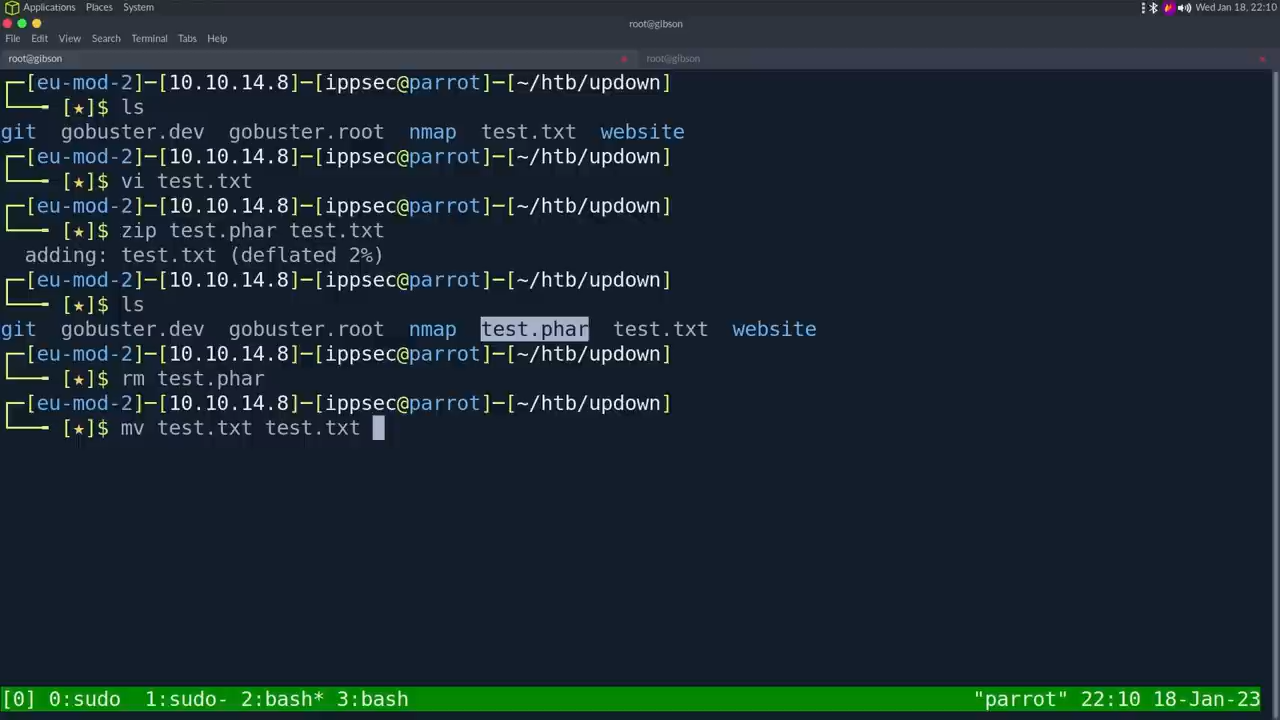 Applications Places System Wed Jan 18, 22:10
root@gibson
File Edit View Search Terminal Tabs Help
root@gibson root@gibson
┌─[eu-mod-2]─[10.10.14.8]─[ippsec@parrot]─[~/htb/updown]
└──╼ [★]$ ls
git gobuster.dev gobuster.root nmap test.txt website
┌─[eu-mod-2]─[10.10.14.8]─[ippsec@parrot]─[~/htb/updown]
└──╼ [★]$ vi test.txt
┌─[eu-mod-2]─[10.10.14.8]─[ippsec@parrot]─[~/htb/updown]
└──╼ [★]$ zip test.phar test.txt
adding: test.txt (deflated 2%)
┌─[eu-mod-2]─[10.10.14.8]─[ippsec@parrot]─[~/htb/updown]
└──╼ [★]$ ls
git gobuster.dev gobuster.root nmap test.phar test.txt website
┌─[eu-mod-2]─[10.10.14.8]─[ippsec@parrot]─[~/htb/updown]
└──╼ [★]$ rm test.phar
┌─[eu-mod-2]─[10.10.14.8]─[ippsec@parrot]─[~/htb/updown]
└──╼ [★]$ mv test.txt test.txt
[0] 0:sudo 1:sudo- 2:bash* 3:bash "parrot" 22:10 18-Jan-23